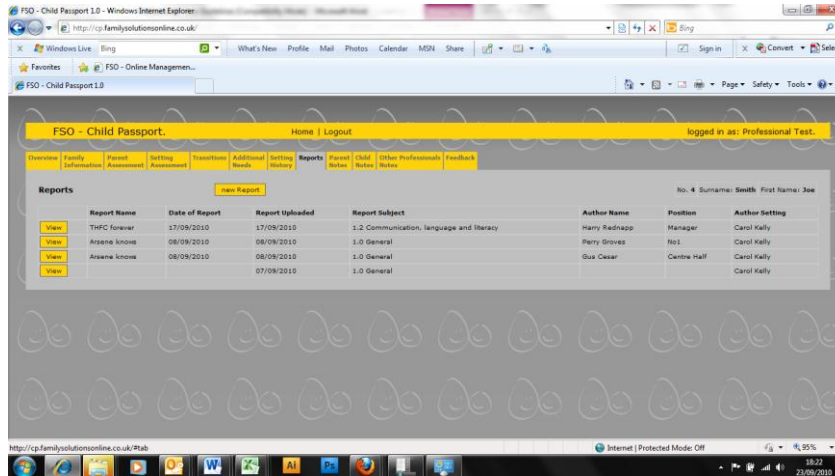 FSO - Child Passport 1.0 - Windows Internet Explorer
http://cp.familysolutionsonline.co.uk/
Bing
x Windows Live Bing What's New Profile Mail Photos Calendar MSN Share Sign in x Convert Sele
Favorites FSO - Online Managemen...
FSO - Child Passport 1.0 Page Safety Tools
FSO - Child Passport. Home | Logout logged in as: Professional Test.
Overview Family Information Parent Assessment Setting Assessment Transitions Additional Needs Setting History Reports Parent Notes Child Notes Other Professionals Notes Feedback
Reports new Report No. 4 Surname: Smith First Name: Joe
Report Name Date of Report Report Uploaded Report Subject Author Name Position Author Setting
View THFC forever 17/09/2010 17/09/2010 1.2 Communication, language and literacy Harry Rednapp Manager Carol Kelly
View Arsene knows 08/09/2010 08/09/2010 1.0 General Perry Groves No1 Carol Kelly
View Arsene knows 08/09/2010 08/09/2010 1.0 General Gus Cesar Centre Half Carol Kelly
View 07/09/2010 1.0 General Carol Kelly
http://cp.familysolutionsonline.co.uk/#tab Internet | Protected Mode: Off 95%
18:22
23/09/2010